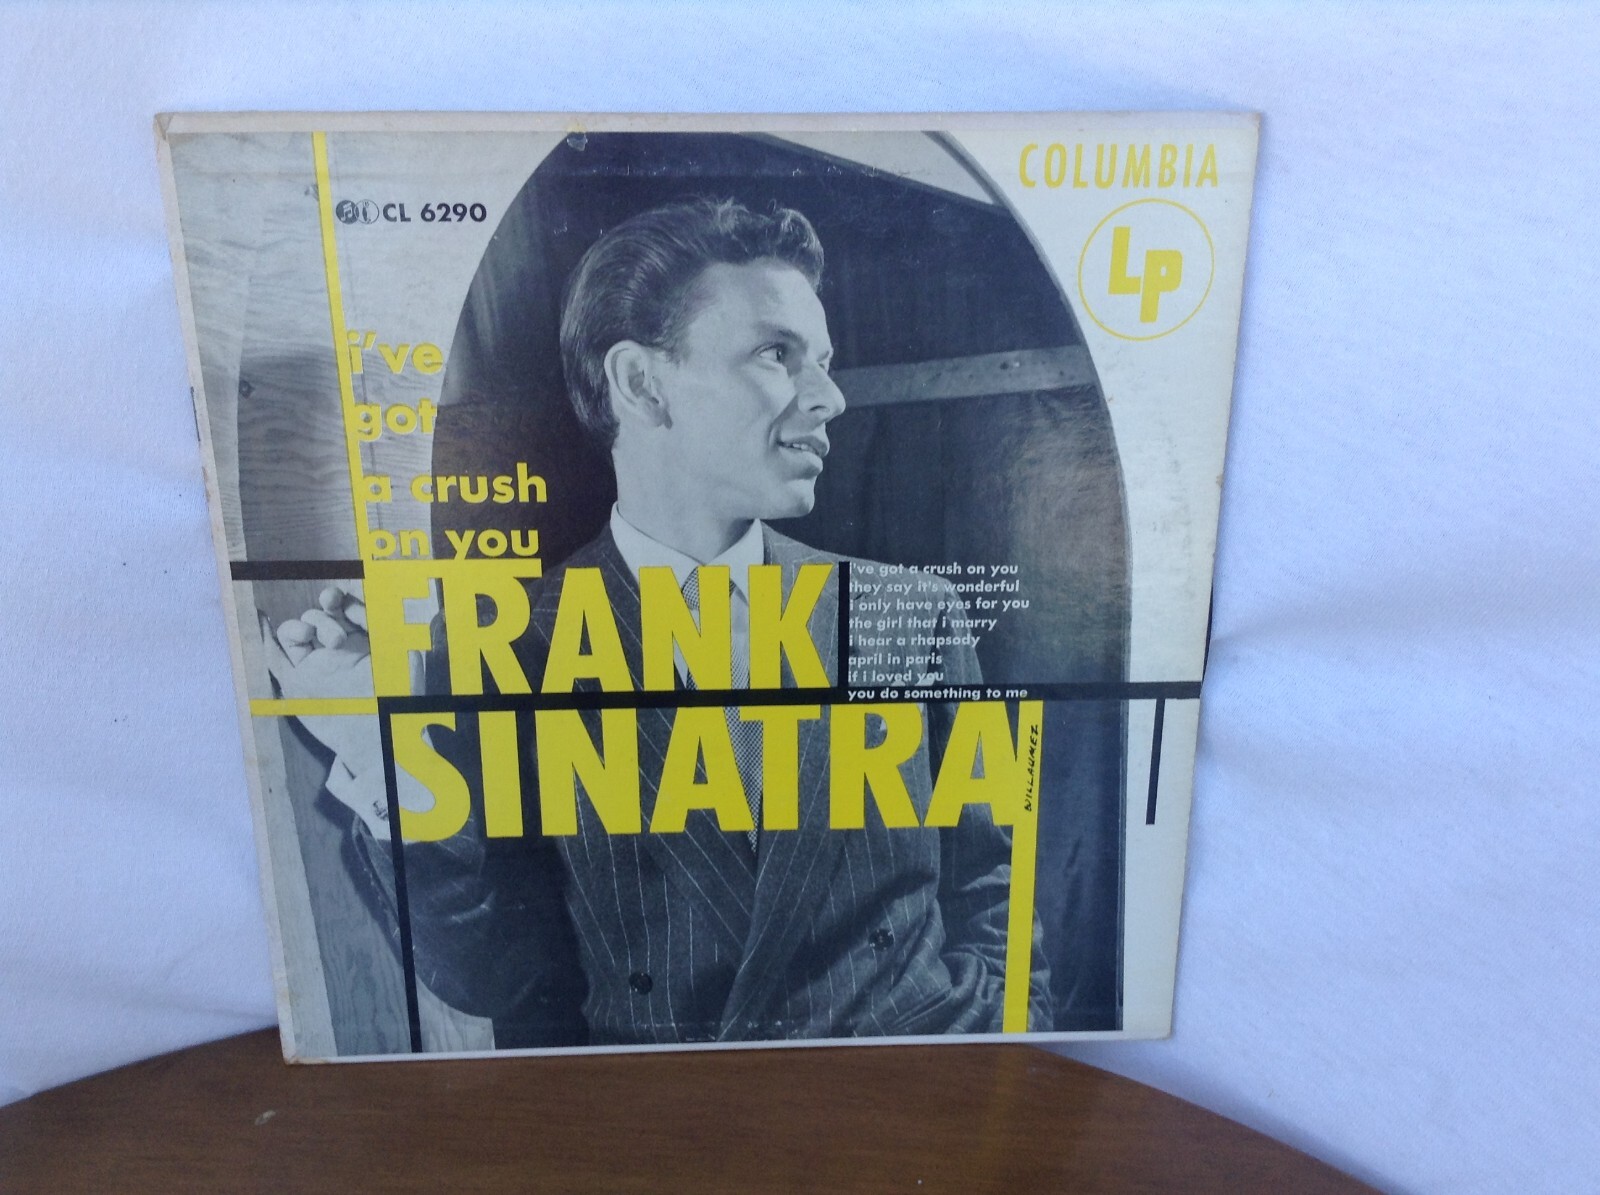 COLUMBIA
LP
CL 6290
i've
got
a crush
on you
FRANK
SINATRA
i've got a crush on you
they say it's wonderful
i only have eyes for you
the girl that i marry
i hear a rhapsody
april in paris
if i loved you
you do something to me
WILLAUMEZ